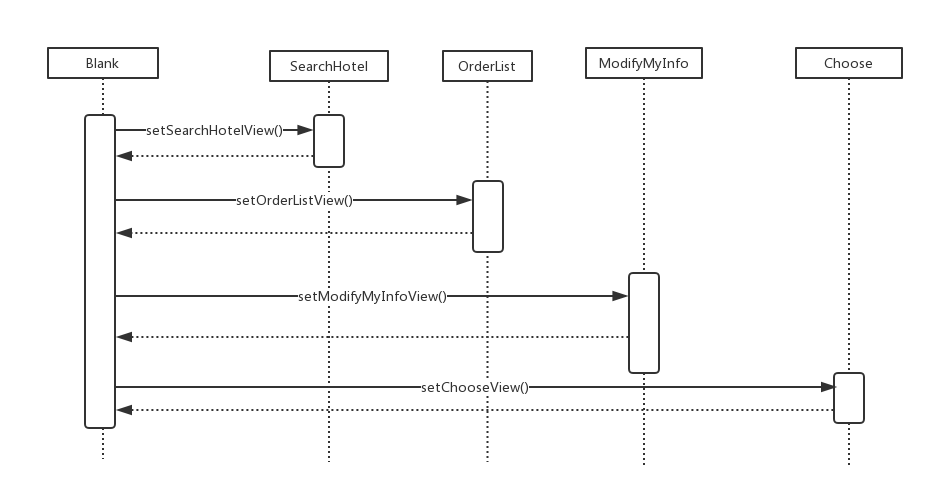 Blank
SearchHotel
OrderList
ModifyMyInfo
Choose
setSearchHotelView()
setOrderListView()
setModifyMyInfoView()
setChooseView()